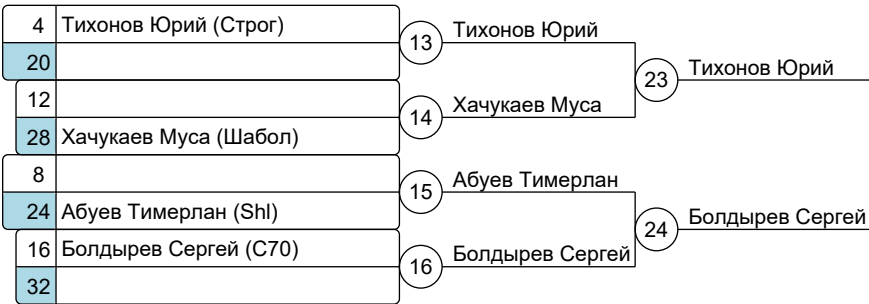 4 Тихонов Юрий (Строг)
20
12
28 Хачукаев Муса (Шабол)
8
24 Абуев Тимерлан (Shl)
16 Болдырев Сергей (С70)
32
13 Тихонов Юрий
14 Хачукаев Муса
15 Абуев Тимерлан
16 Болдырев Сергей
23 Тихонов Юрий
24 Болдырев Сергей